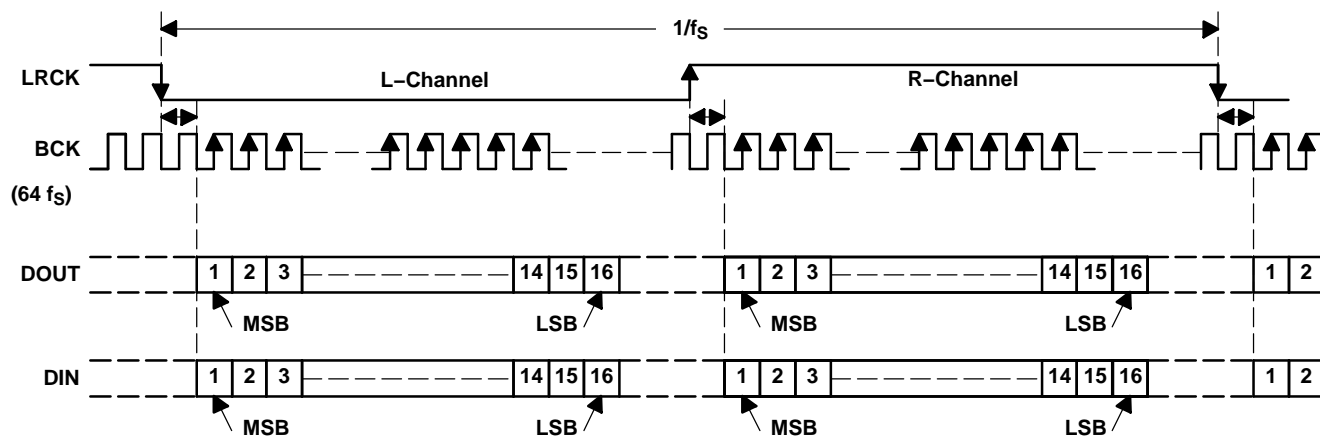 1/fS
LRCK
L−Channel
R−Channel
BCK
(64 fS)
DOUT
1 2 3 14 15 16 1 2 3 14 15 16 1 2
MSB LSB MSB LSB
DIN
1 2 3 14 15 16 1 2 3 14 15 16 1 2
MSB LSB MSB LSB